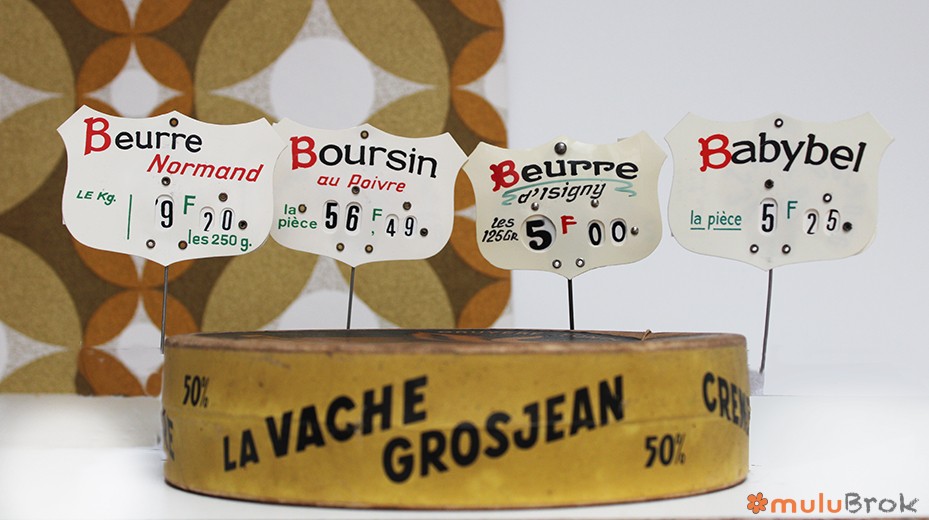 Beurre
Normand
LE Kg.
9 F 20
les 250 g.
Boursin
au Poivre
la
pièce 56 F, 49
Beurre
d'Isigny
les
125GR 5 F 00
Babybel
la pièce 5 F 25
50%
LA VACHE
GROSJEAN
50%
muluBrok